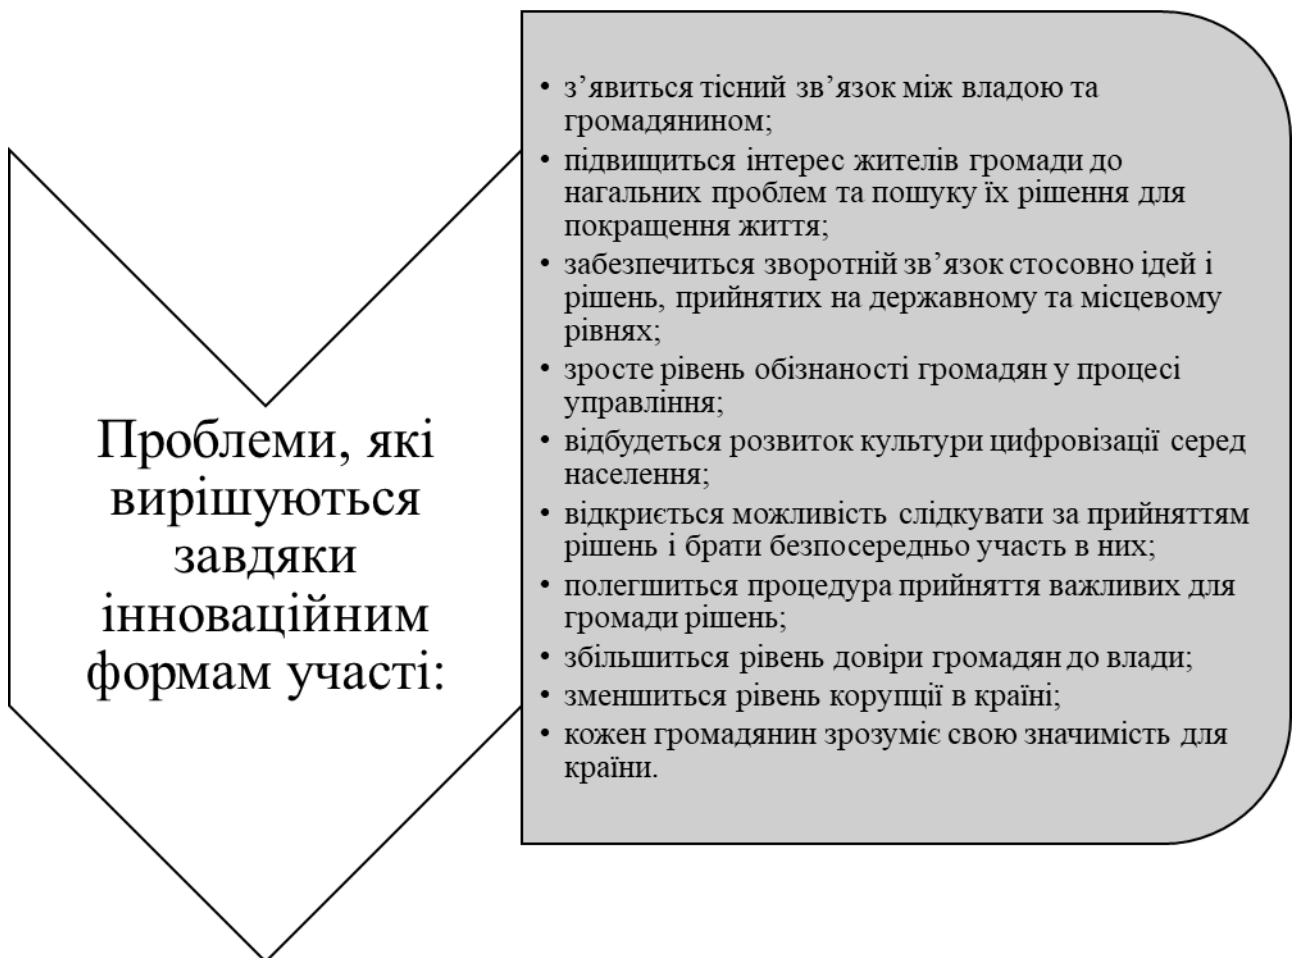 Проблеми, які
вирішуються
завдяки
інноваційним
формам участі:
• з’явиться тісний зв’язок між владою та
громадянином;
• підвищиться інтерес жителів громади до
нагальних проблем та пошуку їх рішення для
покращення життя;
• забезпечиться зворотній зв’язок стосовно ідей і
рішень, прийнятих на державному та місцевому
рівнях;
• зросте рівень обізнаності громадян у процесі
управління;
• відбудеться розвиток культури цифровізації серед
населення;
• відкриється можливість слідкувати за прийняттям
рішень і брати безпосередньо участь в них;
• полегшиться процедура прийняття важливих для
громади рішень;
• збільшиться рівень довіри громадян до влади;
• зменшиться рівень корупції в країні;
• кожен громадянин зрозуміє свою значимість для
країни.